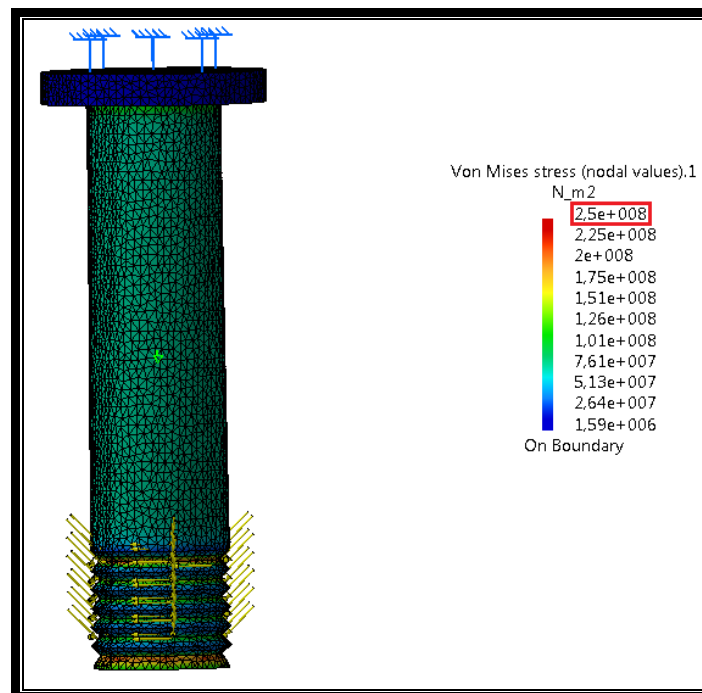 Von Mises stress (nodal values).1
N_m2
2,5e+008
2,25e+008
2e+008
1,75e+008
1,51e+008
1,26e+008
1,01e+008
7,61e+007
5,13e+007
2,64e+007
1,59e+006
On Boundary